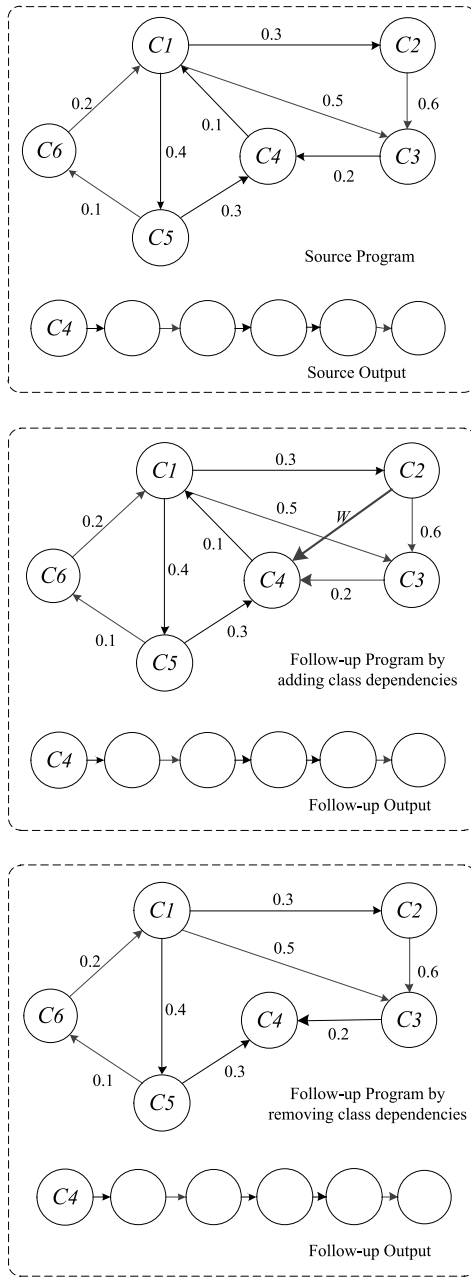 C1
0.3
C2
0.2
0.5
0.6
0.1
C6
0.4
C4
C3
0.2
0.1
0.3
C5
Source Program
C4
Source Output
C1
0.3
C2
0.2
0.5
W
0.6
0.1
C6
0.4
C4
C3
0.2
0.1
0.3
C5
Follow-up Program by
adding class dependencies
C4
Follow-up Output
C1
0.3
C2
0.2
0.5
0.6
C6
0.4
C4
C3
0.2
0.1
0.3
C5
Follow-up Program by
removing class dependencies
C4
Follow-up Output